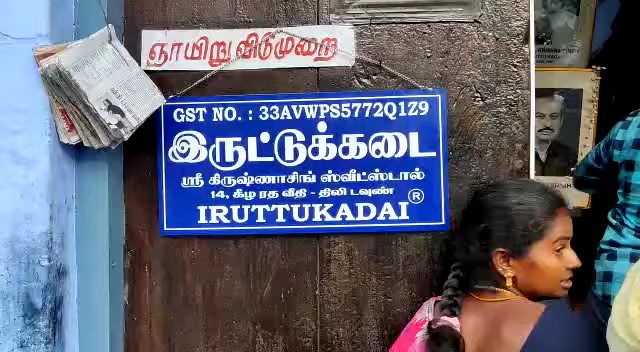 ஞாயிறு விடுமுறை
GST NO. : 33AVWPS5772Q1Z9
இருட்டுக்கடை
ஸ்ரீ கிருஷ்ணாசிங் ஸ்வீட்ஸ்டால்
14, கீழ ரத வீதி - திலி டவுண்
IRUTTUKADAI ®